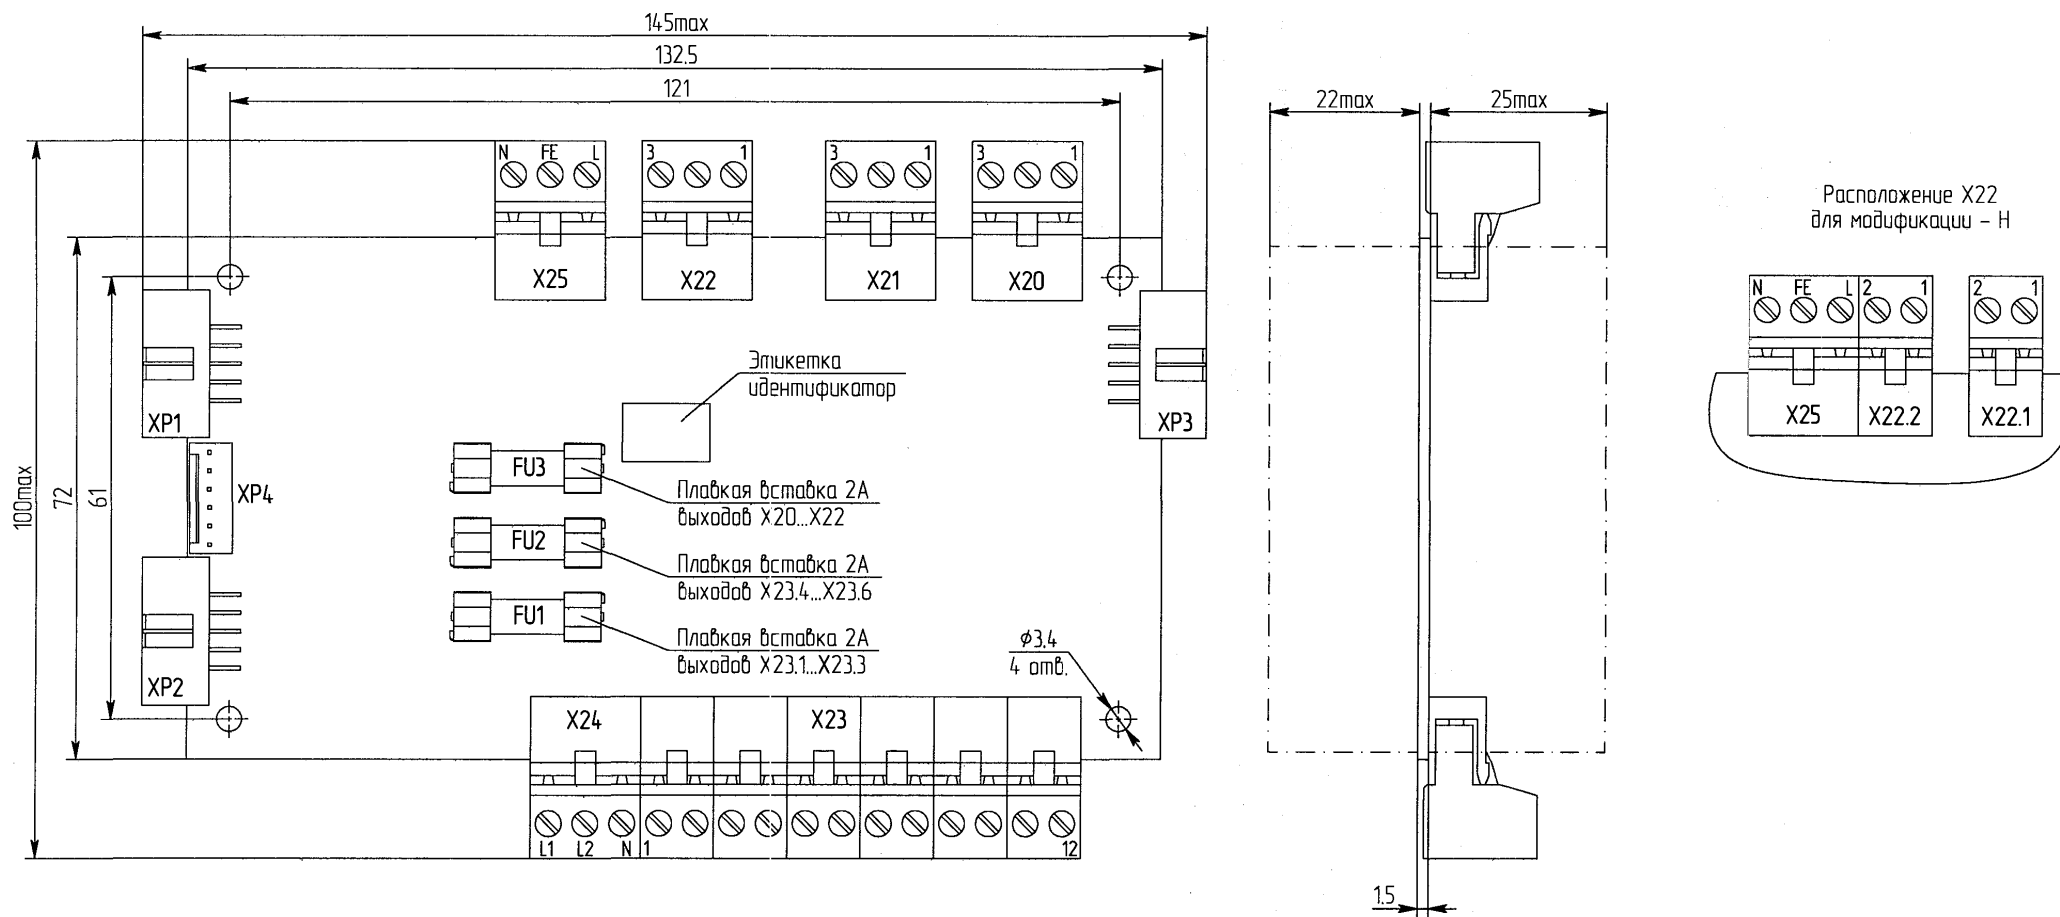 145max
132.5
121
22max
25max
N FE L
3 1
3 1
3 1
X25
X22
X21
X20
Расположение X22
для модификации - Н
N FE L 2 1
2 1
X25
X22.2
X22.1
Этикетка
идентификатор
XP1
XP3
XP4
XP2
100max
72
61
FU3
Плавкая вставка 2А
выходов X20...X22
FU2
Плавкая вставка 2А
выходов X23.4...X23.6
FU1
Плавкая вставка 2А
выходов X23.1...X23.3
ϕ3,4
4 отв.
X24
X23
L1 L2 N 1 12
1.5